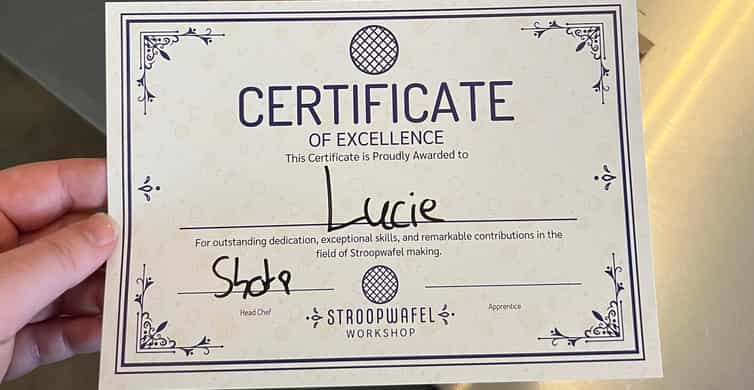 CERTIFICATE
OF EXCELLENCE
This Certificate is Proudly Awarded to
Lucie
For outstanding dedication, exceptional skills, and remarkable contributions in the
field of Stroopwafel making.
Head Chef
Apprentice
STROOPWAFEL
WORKSHOP